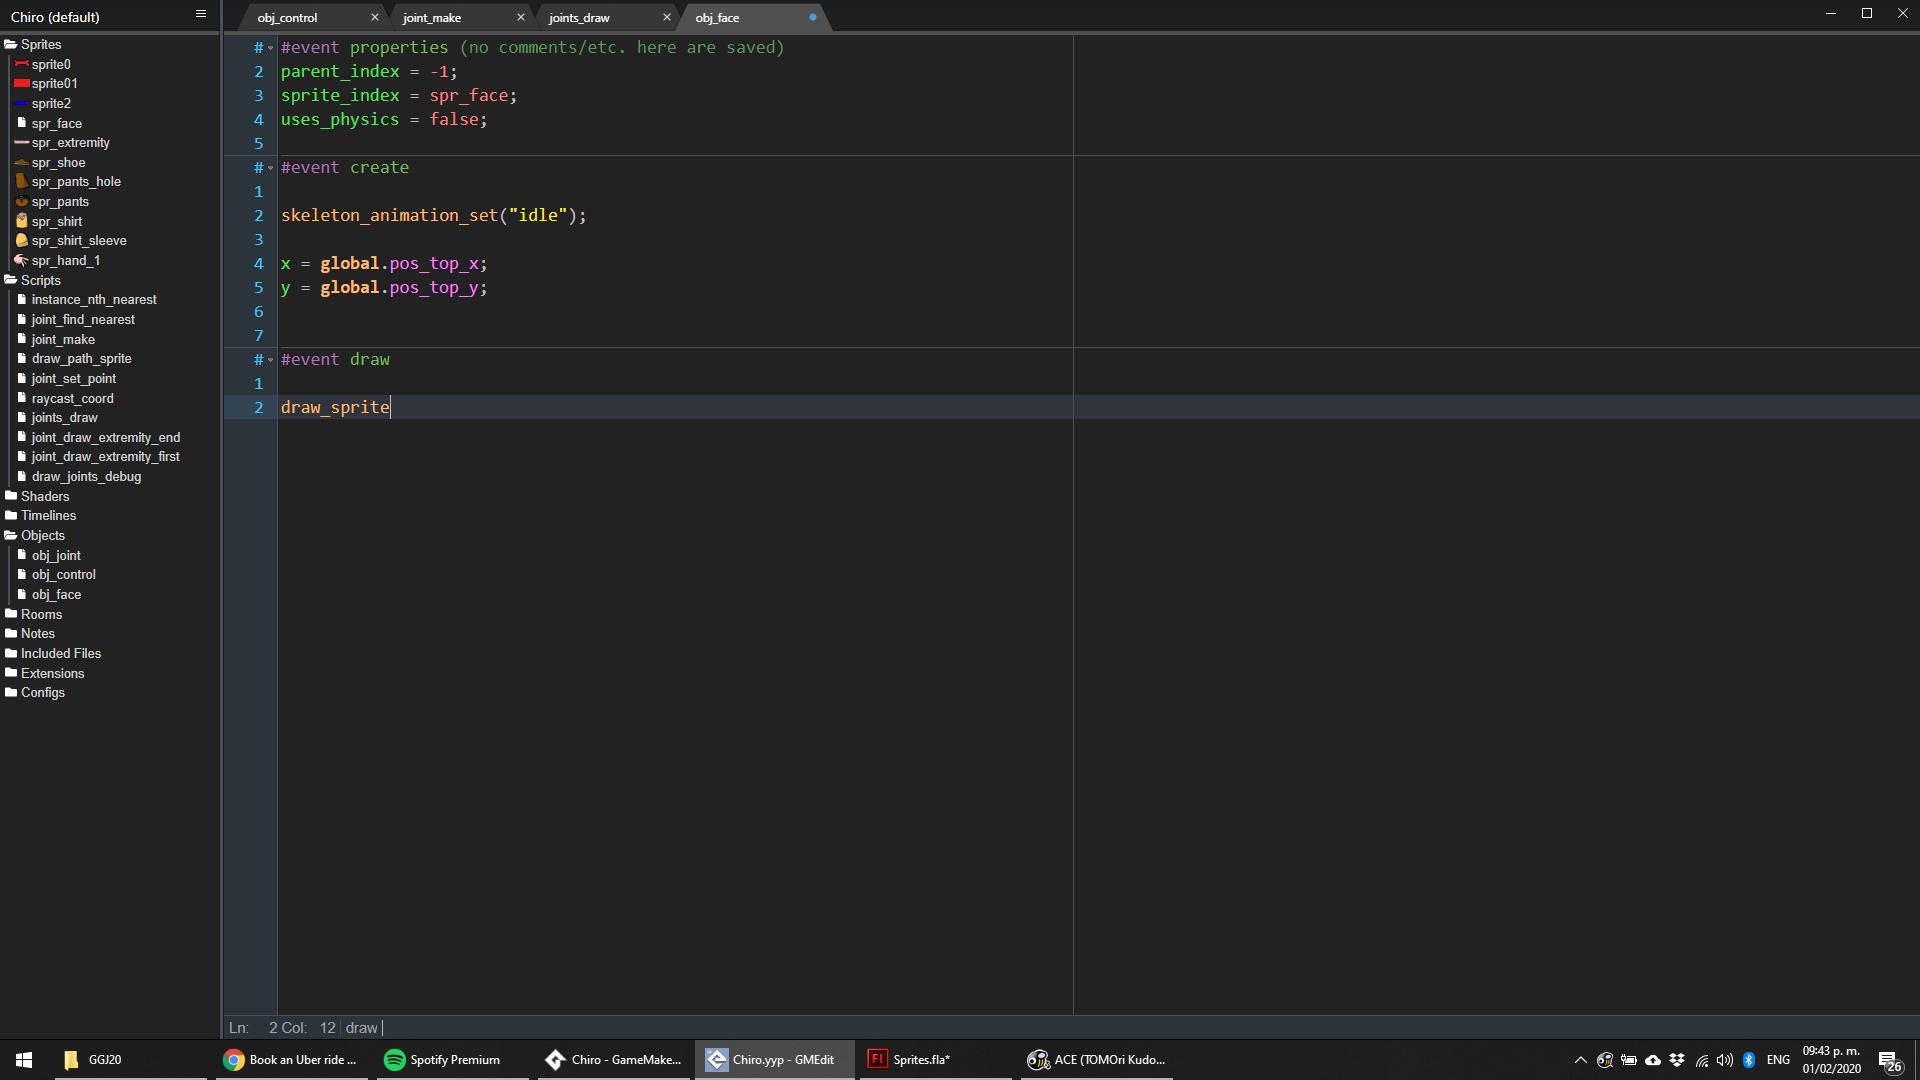 Chiro (default)
Sprites
sprite0
sprite01
sprite2
spr_face
spr_extremity
spr_shoe
spr_pants_hole
spr_pants
spr_shirt
spr_shirt_sleeve
spr_hand_1
Scripts
instance_nth_nearest
joint_find_nearest
joint_make
draw_path_sprite
joint_set_point
raycast_coord
joints_draw
joint_draw_extremity_end
joint_draw_extremity_first
draw_joints_debug
Shaders
Timelines
Objects
obj_joint
obj_control
obj_face
Rooms
Notes
Included Files
Extensions
Configs
obj_control joint_make joints_draw obj_face
# #event properties (no comments/etc. here are saved)
2 parent_index = -1;
3 sprite_index = spr_face;
4 uses_physics = false;
5
# #event create
1
2 skeleton_animation_set("idle");
3
4 x = global.pos_top_x;
5 y = global.pos_top_y;
6
7
# #event draw
1
2 draw_sprite
Ln: 2 Col: 12 draw
GGJ20
Book an Uber ride ...
Spotify Premium
Chiro - GameMake...
Chiro.yyp - GMEdit
Fl Sprites.fla*
ACE (TOMOri Kudo...
ENG
09:43 p. m.
01/02/2020
26